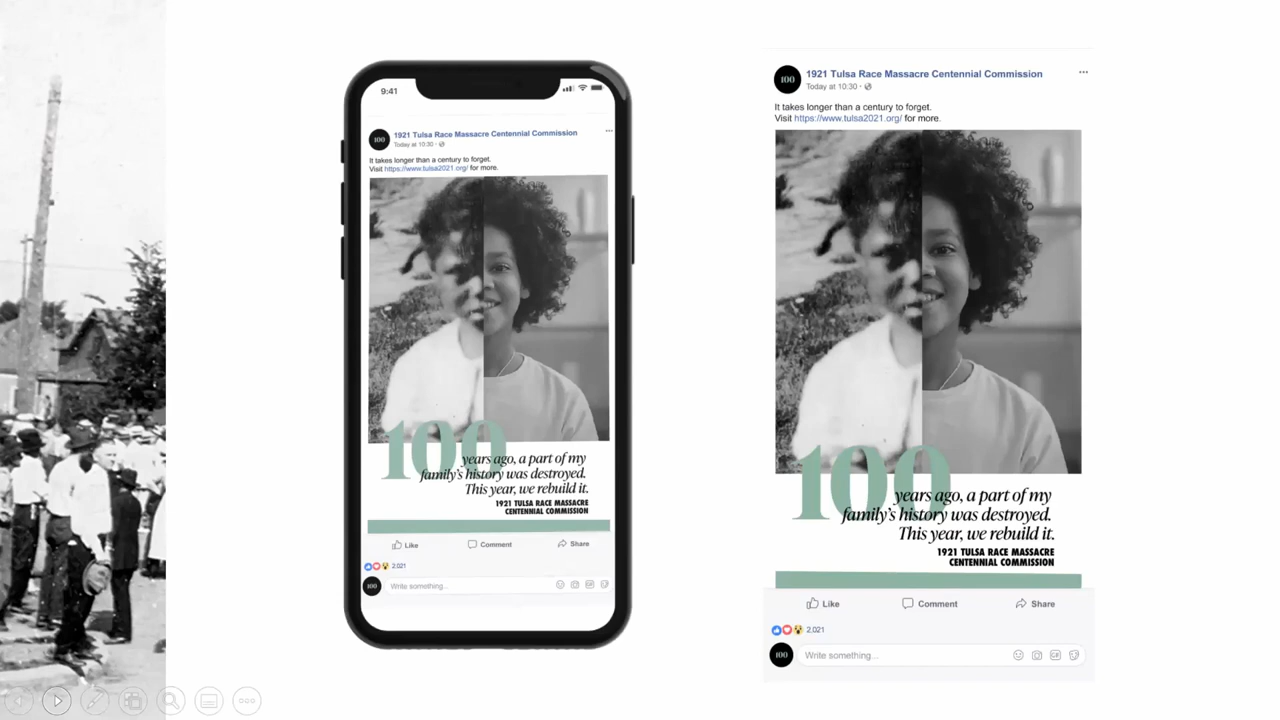 9:41
100
1921 Tulsa Race Massacre Centennial Commission
Today at 10:30 ·
It takes longer than a century to forget.
Visit https://www.tulsa2021.org/ for more.
100
years ago, a part of my
family's history was destroyed.
This year, we rebuild it.
1921 TULSA RACE MASSACRE
CENTENNIAL COMMISSION
Like Comment Share
2,021
100 Write something...
100
1921 Tulsa Race Massacre Centennial Commission
Today at 10:30 ·
It takes longer than a century to forget.
Visit https://www.tulsa2021.org/ for more.
100
years ago, a part of my
family's history was destroyed.
This year, we rebuild it.
1921 TULSA RACE MASSACRE
CENTENNIAL COMMISSION
Like Comment Share
2,021
100 Write something... GIF